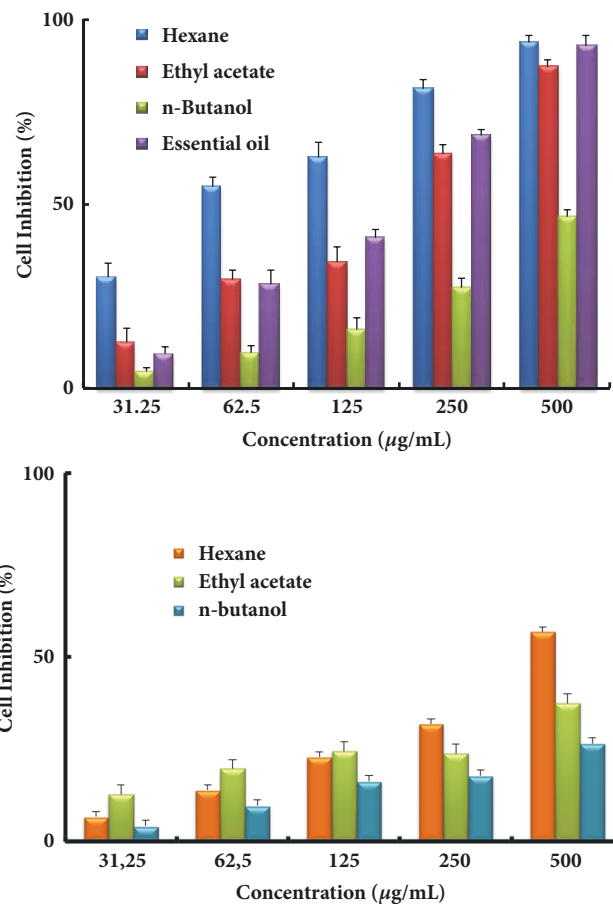 100
50
0
Cell Inhibition (%)
Hexane
Ethyl acetate
n-Butanol
Essential oil
31.25 62.5 125 250 500
Concentration (μg/mL)
100
50
0
Cell Inhibition (%)
Hexane
Ethyl acetate
n-butanol
31,25 62,5 125 250 500
Concentration (μg/mL)